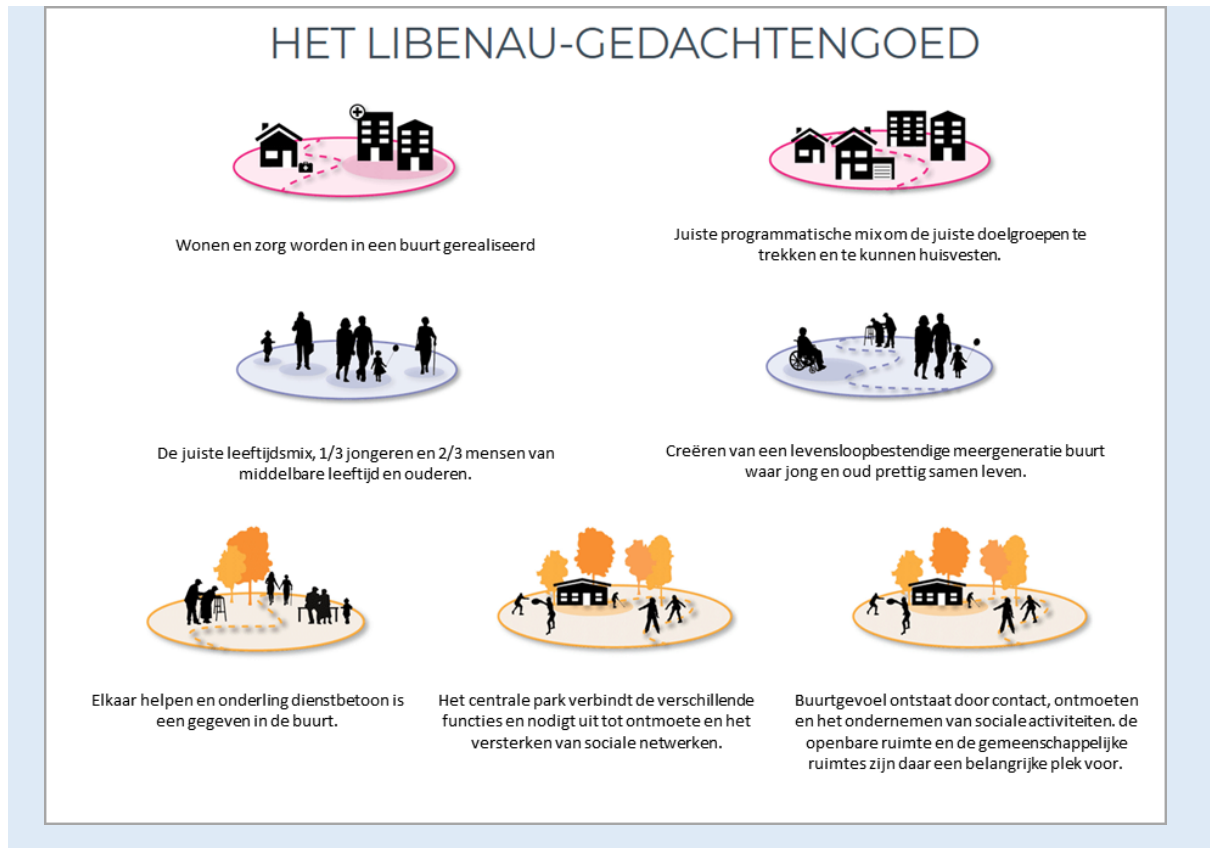 HET LIBENAU-GEDACHTENGOED
Wonen en zorg worden in een buurt gerealiseerd
Juiste programmatische mix om de juiste doelgroepen te
trekken en te kunnen huisvesten.
De juiste leeftijdsmix, 1/3 jongeren en 2/3 mensen van
middelbare leeftijd en ouderen.
Creëren van een levensloopbestendige meergeneratie buurt
waar jong en oud prettig samen leven.
Elkaar helpen en onderling dienstbetoon is
een gegeven in de buurt.
Het centrale park verbindt de verschillende
functies en nodigt uit tot ontmoete en het
versterken van sociale netwerken.
Buurtgevoel ontstaat door contact, ontmoeten
en het ondernemen van sociale activiteiten. de
openbare ruimte en de gemeenschappelijke
ruimtes zijn daar een belangrijke plek voor.